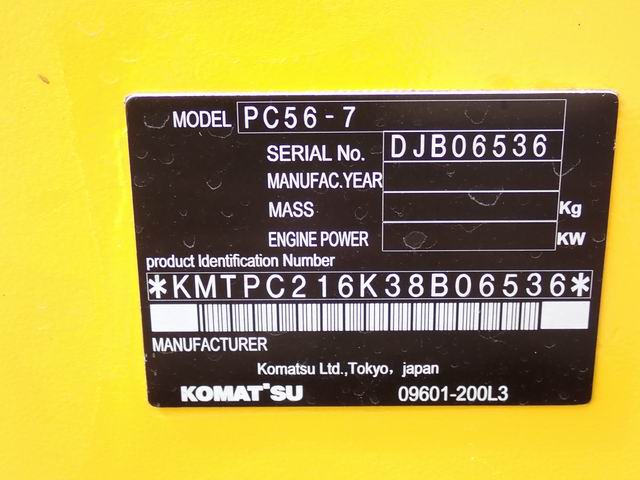 MODEL PC56-7
SERIAL No. DJB06536
MANUFAC.YEAR
MASS Kg
ENGINE POWER KW
product Identification Number
*KMTPC216K38B06536*
MANUFACTURER
Komatsu Ltd.,Tokyo, japan
KOMATSU 09601-200L3